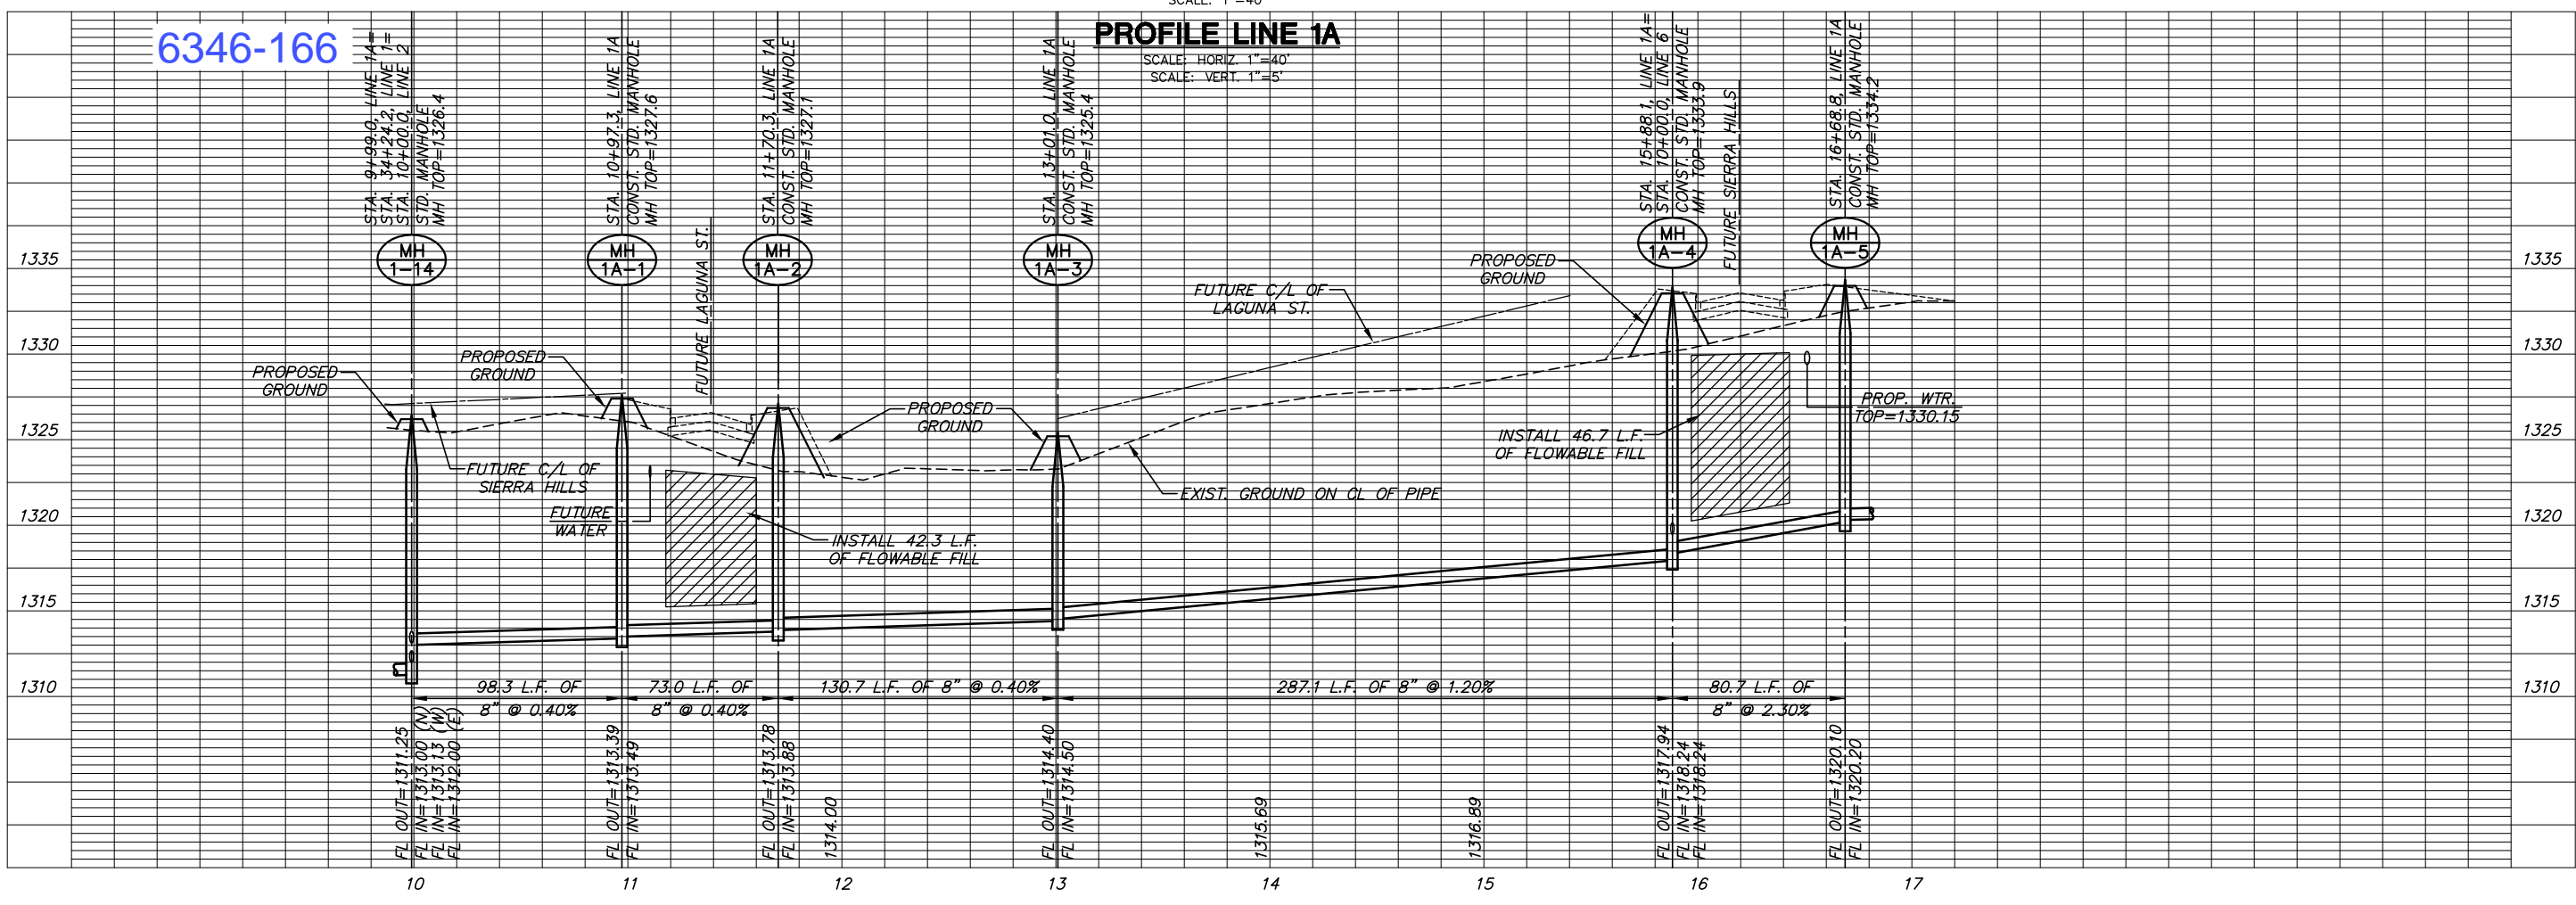 SCALE: 1"=40'
6346-166
PROFILE LINE 1A
SCALE: HORIZ. 1"=40'
SCALE: VERT. 1"=5'
STA. 9+99.0, LINE 1A=
STA. 34+24.2, LINE 1=
STA. 10+00.0, LINE 2
STD. MANHOLE
MH TOP=1326.4
STA. 10+97.3, LINE 1A
CONST. STD. MANHOLE
MH TOP=1327.6
FUTURE LAGUNA ST.
STA. 11+70.3, LINE 1A
CONST. STD. MANHOLE
MH TOP=1327.1
STA. 13+01.0, LINE 1A
CONST. STD. MANHOLE
MH TOP=1325.4
STA. 15+88.1, LINE 1A=
STA. 10+00.0, LINE 6
CONST. STD. MANHOLE
MH TOP=1333.9
FUTURE SIERRA HILLS
STA. 16+68.8, LINE 1A
CONST. STD. MANHOLE
MH TOP=1334.2
MH
1-14
MH
1A-1
MH
1A-2
MH
1A-3
MH
1A-4
MH
1A-5
1335
1335
1330
1330
1325
1325
1320
1320
1315
1315
1310
1310
PROPOSED
GROUND
PROPOSED
GROUND
FUTURE C/L OF
SIERRA HILLS
FUTURE
WATER
PROPOSED
GROUND
INSTALL 42.3 L.F.
OF FLOWABLE FILL
FUTURE C/L OF
LAGUNA ST.
EXIST. GROUND ON CL OF PIPE
PROPOSED
GROUND
INSTALL 46.7 L.F.
OF FLOWABLE FILL
PROP. WTR.
TOP=1330.15
98.3 L.F. OF
8" @ 0.40%
73.0 L.F. OF
8" @ 0.40%
130.7 L.F. OF 8" @ 0.40%
287.1 L.F. OF 8" @ 1.20%
80.7 L.F. OF
8" @ 2.30%
FL OUT=1311.25
FL IN=1313.00 (N)
FL IN=1313.13 (W)
FL IN=1312.00 (E)
FL OUT=1313.39
FL IN=1313.49
FL OUT=1313.78
FL IN=1313.88
1314.00
FL OUT=1314.40
FL IN=1314.50
1315.69
1316.89
FL OUT=1317.94
FL IN=1318.24
FL IN=1318.24
FL OUT=1320.10
FL IN=1320.20
10
11
12
13
14
15
16
17